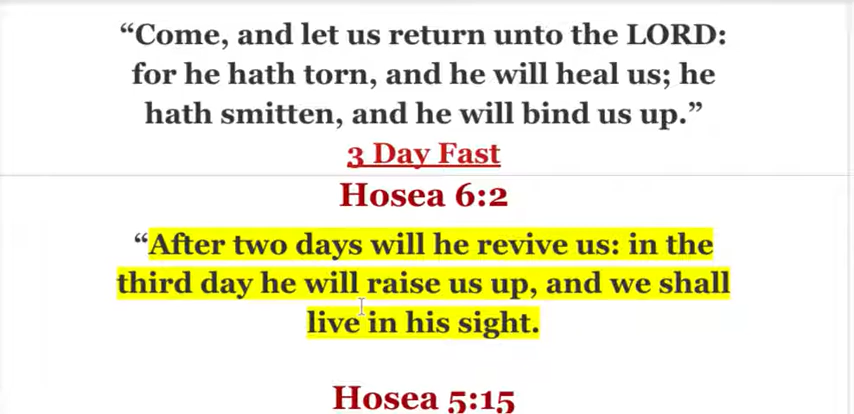 “Come, and let us return unto the LORD:
for he hath torn, and he will heal us; he
hath smitten, and he will bind us up.”
3 Day Fast
Hosea 6:2
“After two days will he revive us: in the
third day he will raise us up, and we shall
live in his sight.
Hosea 5:15